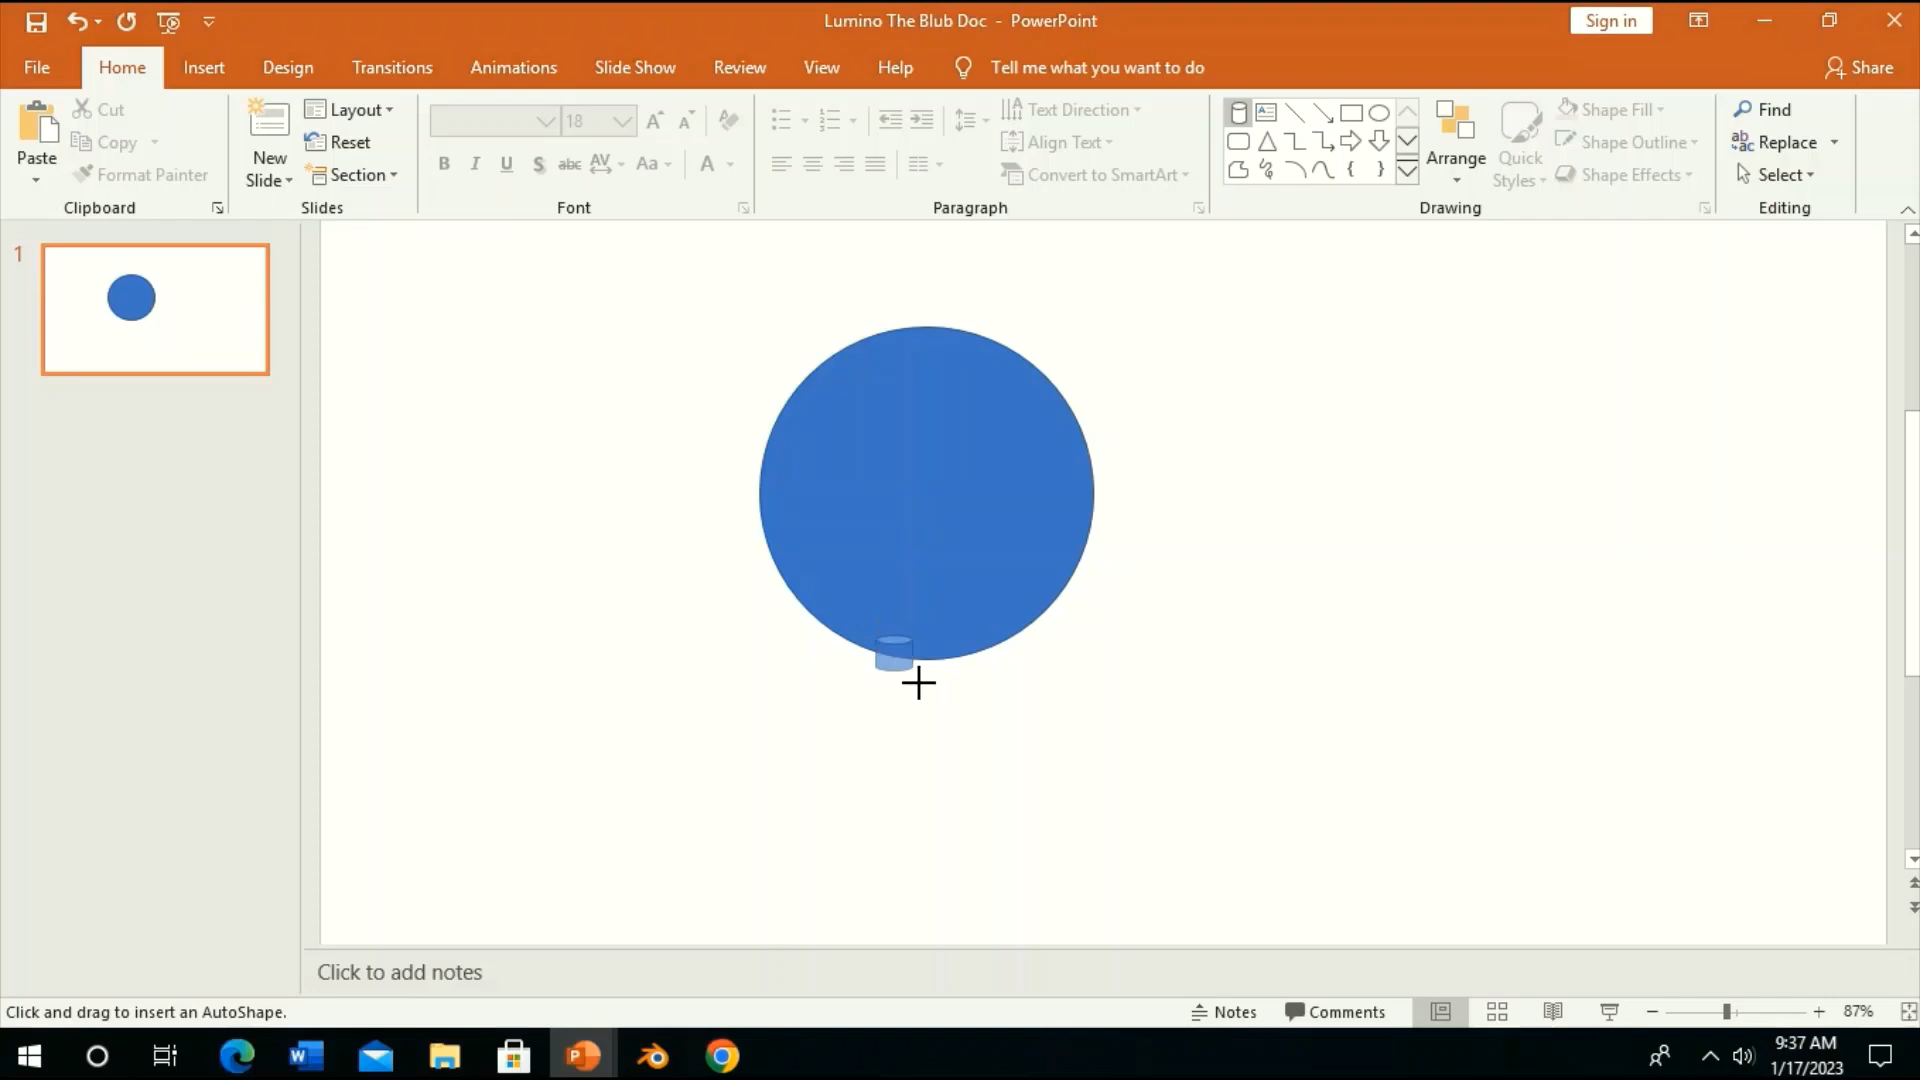 Lumino The Blub Doc - PowerPoint
Sign in
File Home Insert Design Transitions Animations Slide Show Review View Help Tell me what you want to do Share
Paste
Cut
Copy
Format Painter
Clipboard
New
Slide
Layout
Reset
Section
Slides
18
B I U S abc AV Aa A
Font
Text Direction
Align Text
Convert to SmartArt
Paragraph
Arrange
Quick
Styles
Shape Fill
Shape Outline
Shape Effects
Drawing
Find
Replace
Select
Editing
1
Click to add notes
Click and drag to insert an AutoShape.
Notes Comments 87%
9:37 AM
1/17/2023